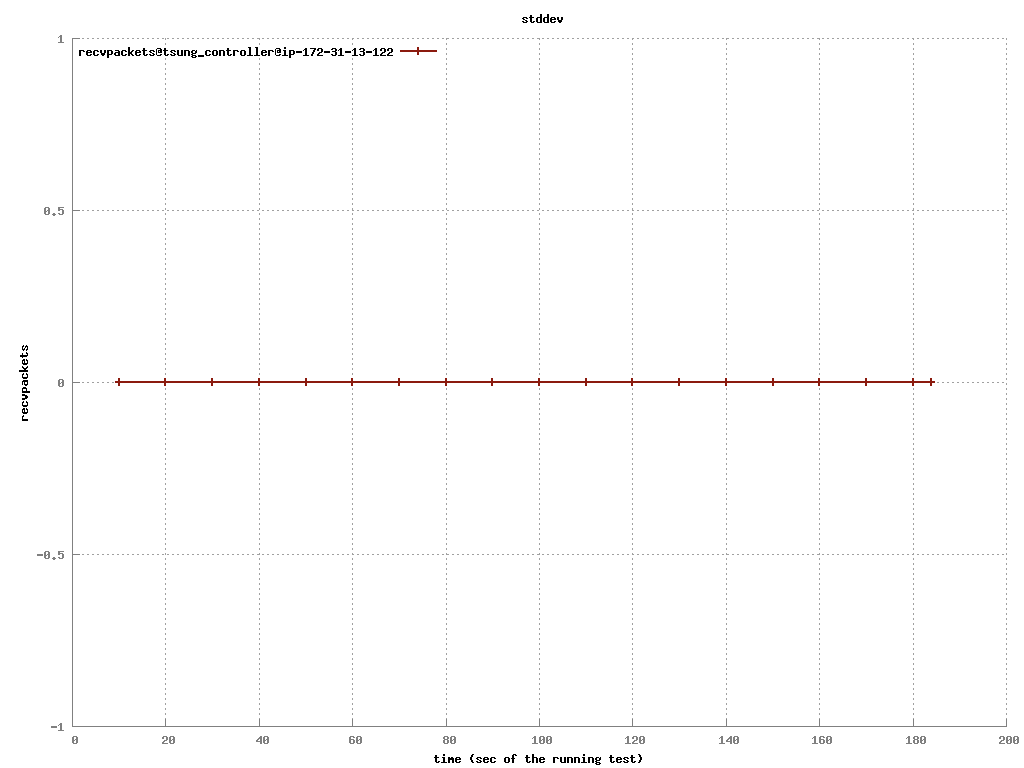 stddev
recvpackets@tsung_controller@ip-172-31-13-122
1
0.5
0
-0.5
-1
recvpackets
0 20 40 60 80 100 120 140 160 180 200
time (sec of the running test)